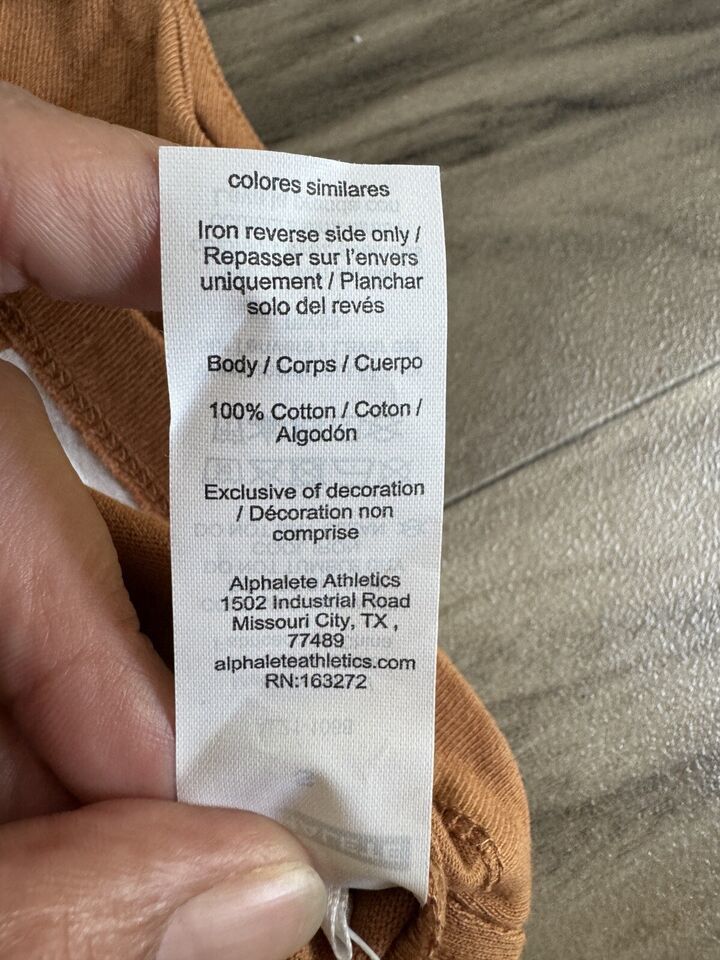 colores similares
Iron reverse side only /
Repasser sur l'envers
uniquement / Planchar
solo del revés
Body / Corps / Cuerpo
100% Cotton / Coton /
Algodón
Exclusive of decoration
/ Décoration non
comprise
Alphalete Athletics
1502 Industrial Road
Missouri City, TX ,
77489
alphaleteathletics.com
RN:163272